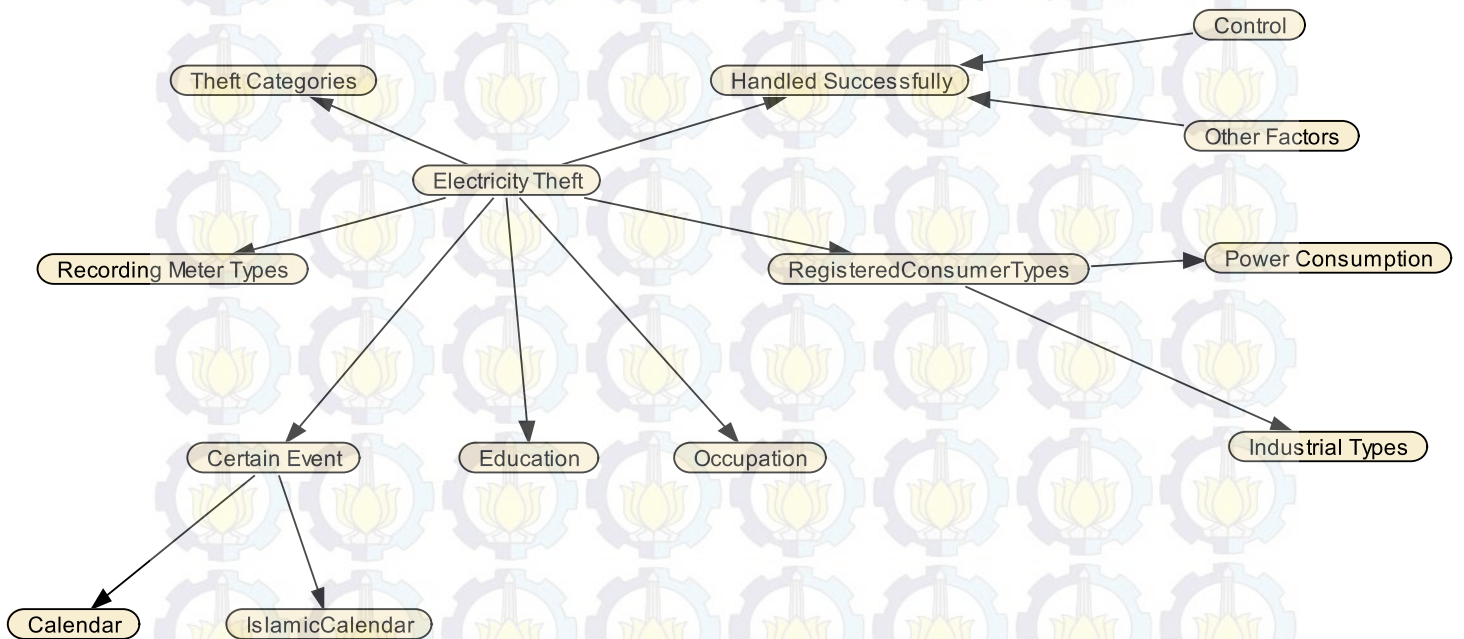 Control
Theft Categories
Handled Successfully
Other Factors
Electricity Theft
Recording Meter Types
RegisteredConsumerTypes
Power Consumption
Certain Event
Education
Occupation
Industrial Types
Calendar
IslamicCalendar